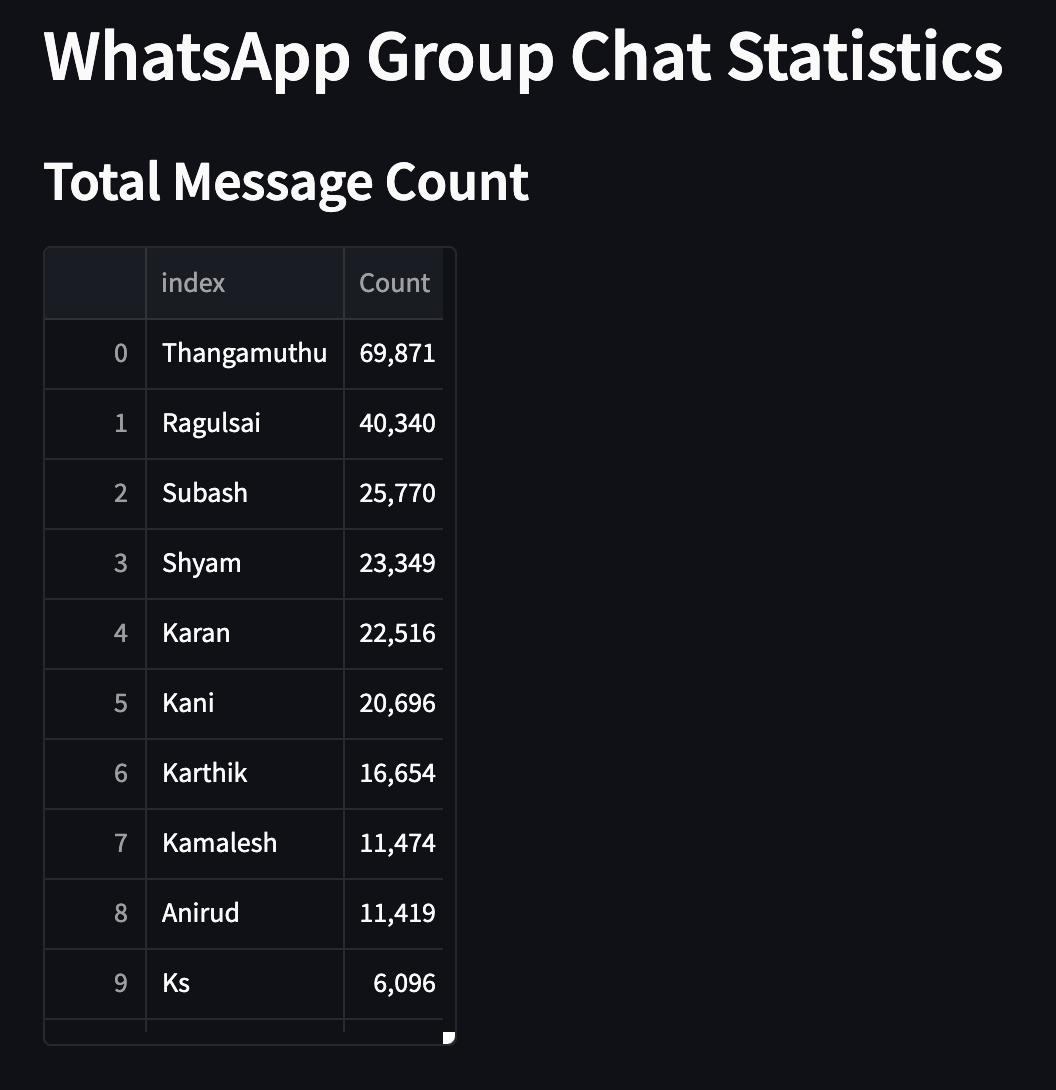 WhatsApp Group Chat Statistics
Total Message Count
index Count
0 Thangamuthu 69,871
1 Ragulsai 40,340
2 Subash 25,770
3 Shyam 23,349
4 Karan 22,516
5 Kani 20,696
6 Karthik 16,654
7 Kamalesh 11,474
8 Anirud 11,419
9 Ks 6,096